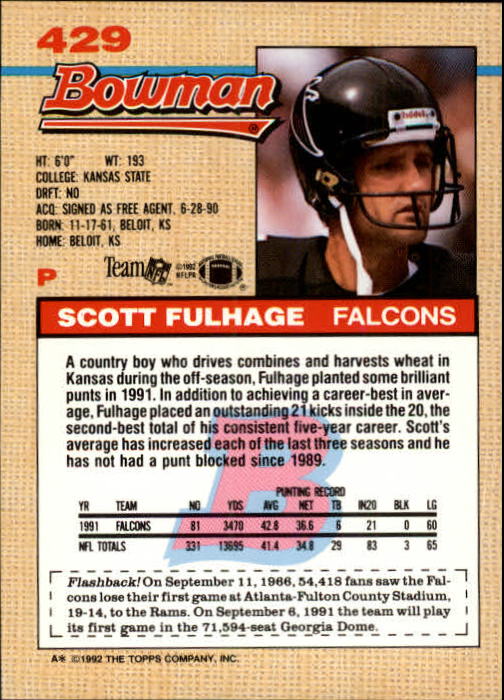 429
Bowman
Riddell
HT: 6'0" WT: 193
COLLEGE: KANSAS STATE
DRFT: NO
ACQ: SIGNED AS FREE AGENT, 6-28-90
BORN: 11-17-61, BELOIT, KS
HOME: BELOIT, KS
P
Team NFL ©1992 NFLPA
SCOTT FULHAGE FALCONS
A country boy who drives combines and harvests wheat in
Kansas during the off-season, Fulhage planted some brilliant
punts in 1991. In addition to achieving a career-best in aver-
age, Fulhage placed an outstanding 21 kicks inside the 20, the
second-best total of his consistent five-year career. Scott's
average has increased each of the last three seasons and he
has not had a punt blocked since 1989.
PUNTING RECORD
YR TEAM NO YDS AVG NET TB IN20 BLK LG
1991 FALCONS 81 3470 42.8 36.6 6 21 0 60
NFL TOTALS 331 13695 41.4 34.8 29 83 3 65
Flashback! On September 11, 1966, 54,418 fans saw the Fal-
cons lose their first game at Atlanta-Fulton County Stadium,
19-14, to the Rams. On September 6, 1991 the team will play
its first game in the 71,594-seat Georgia Dome.
A* ©1992 THE TOPPS COMPANY, INC.